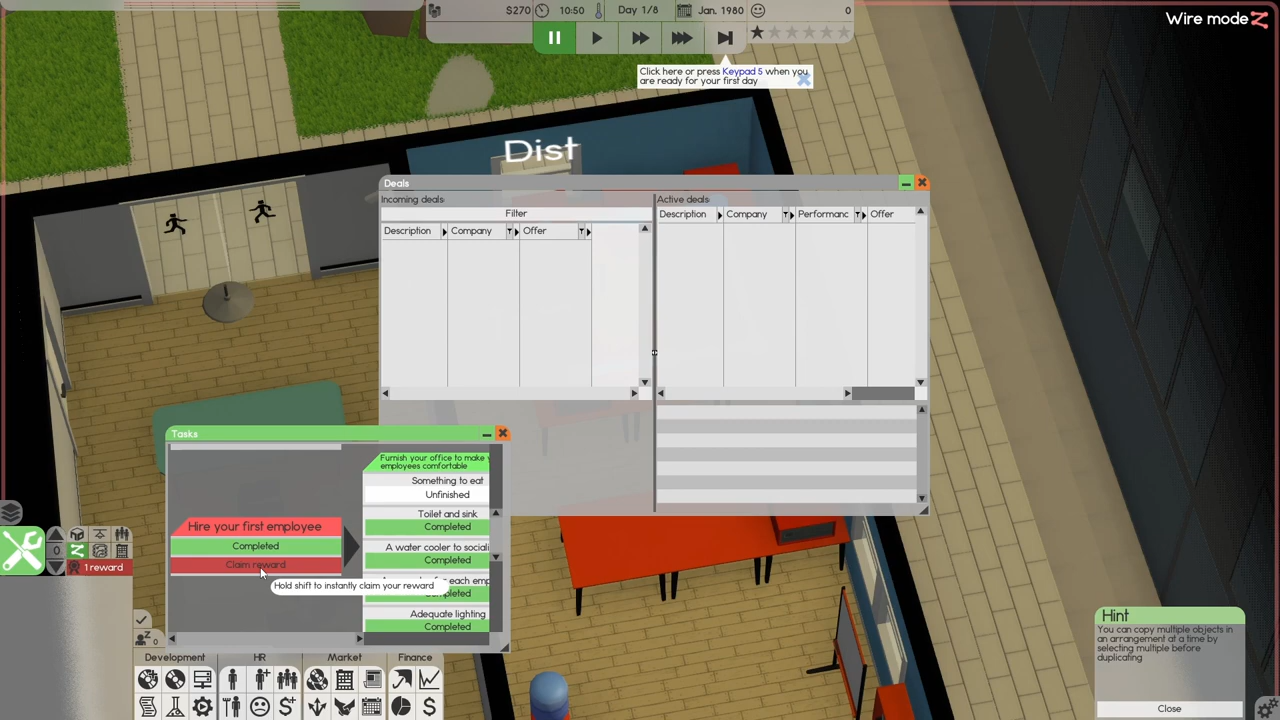 $270 10:50 Day 1/8 Jan. 1980 0
Wire mode
Click here or press Keypad 5 when you
are ready for your first day
Dist
Deals
Incoming deals
Active deals
Filter
Description Company Performanc Offer
Description Company Offer
Tasks
Furnish your office to make y
employees comfortable
Something to eat
Unfinished
Toilet and sink
Completed
Hire your first employee
Completed
Claim reward
A water cooler to sociali
Completed
Hold shift to instantly claim your reward
each emp
Adequate lighting
Completed
0
1 reward
0
Development HR Market Finance
Hint
You can copy multiple objects in
an arrangement at a time by
selecting multiple before
duplicating
Close